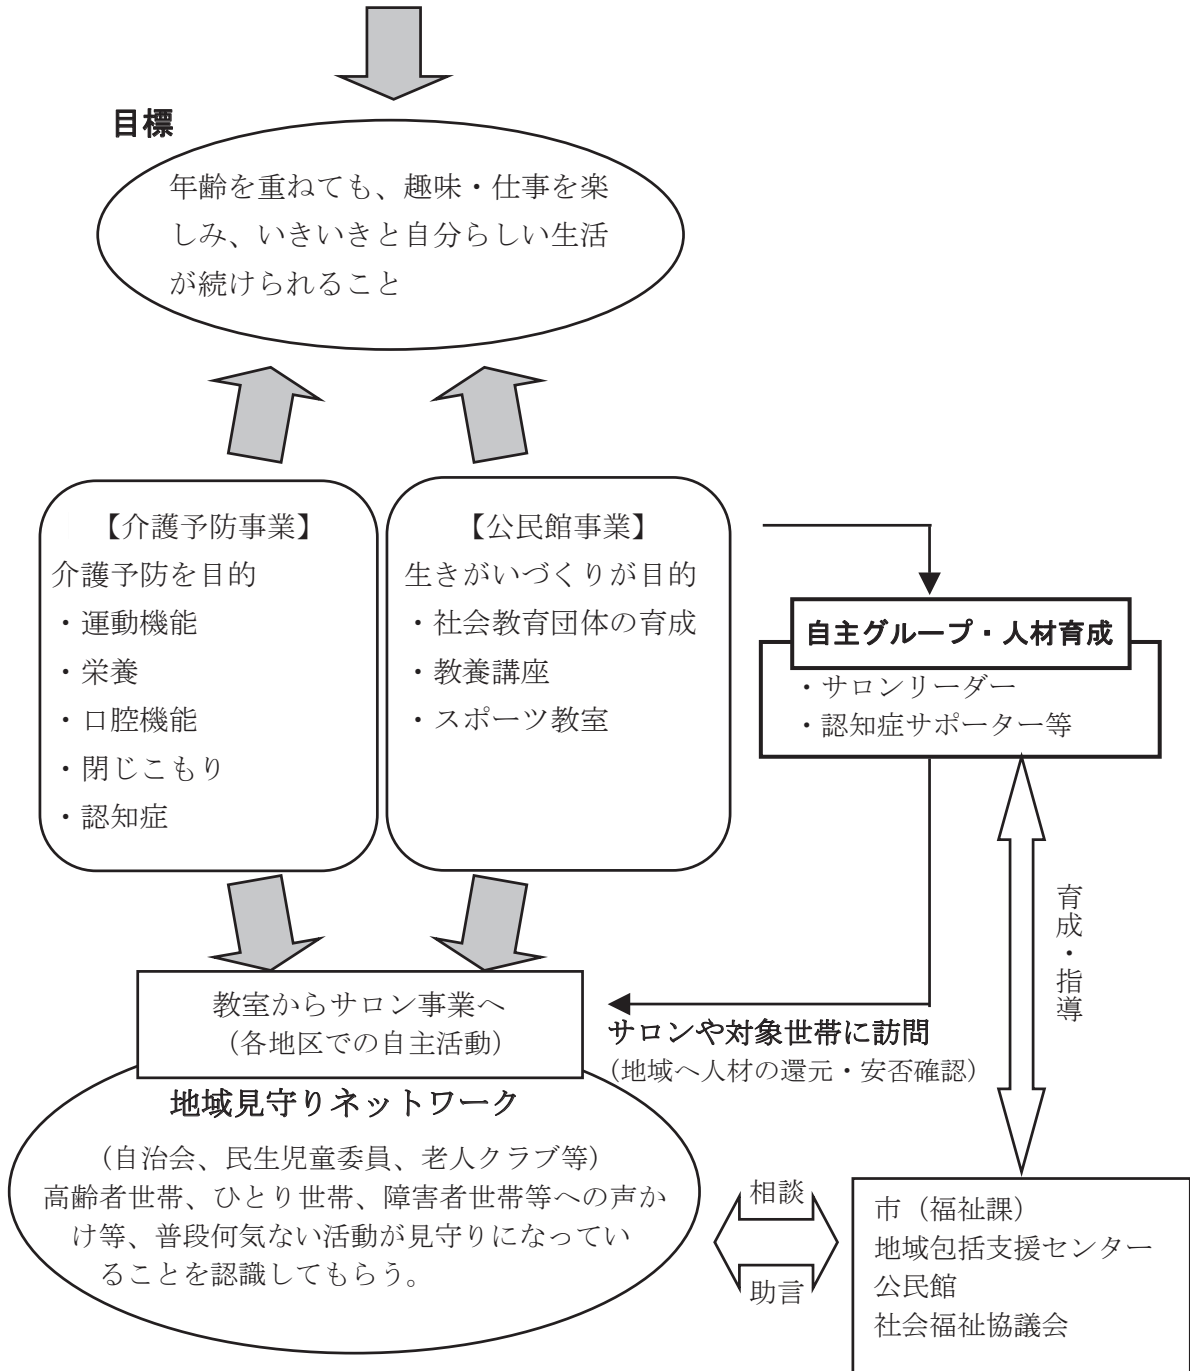 目標
年齢を重ねても、趣味・仕事を楽
しみ、いきいきと自分らしい生活
が続けられること
【介護予防事業】
介護予防を目的
・運動機能
・栄養
・口腔機能
・閉じこもり
・認知症
【公民館事業】
生きがいづくりが目的
・社会教育団体の育成
・教養講座
・スポーツ教室
自主グループ・人材育成
・サロンリーダー
・認知症サポーター等
育成・指導
教室からサロン事業へ
（各地区での自主活動）
サロンや対象世帯に訪問
（地域へ人材の還元・安否確認）
地域見守りネットワーク
（自治会、民生児童委員、老人クラブ等）
高齢者世帯、ひとり世帯、障害者世帯等への声か
け等、普段何気ない活動が見守りになってい
ることを認識してもらう。
相談
助言
市（福祉課）
地域包括支援センター
公民館
社会福祉協議会